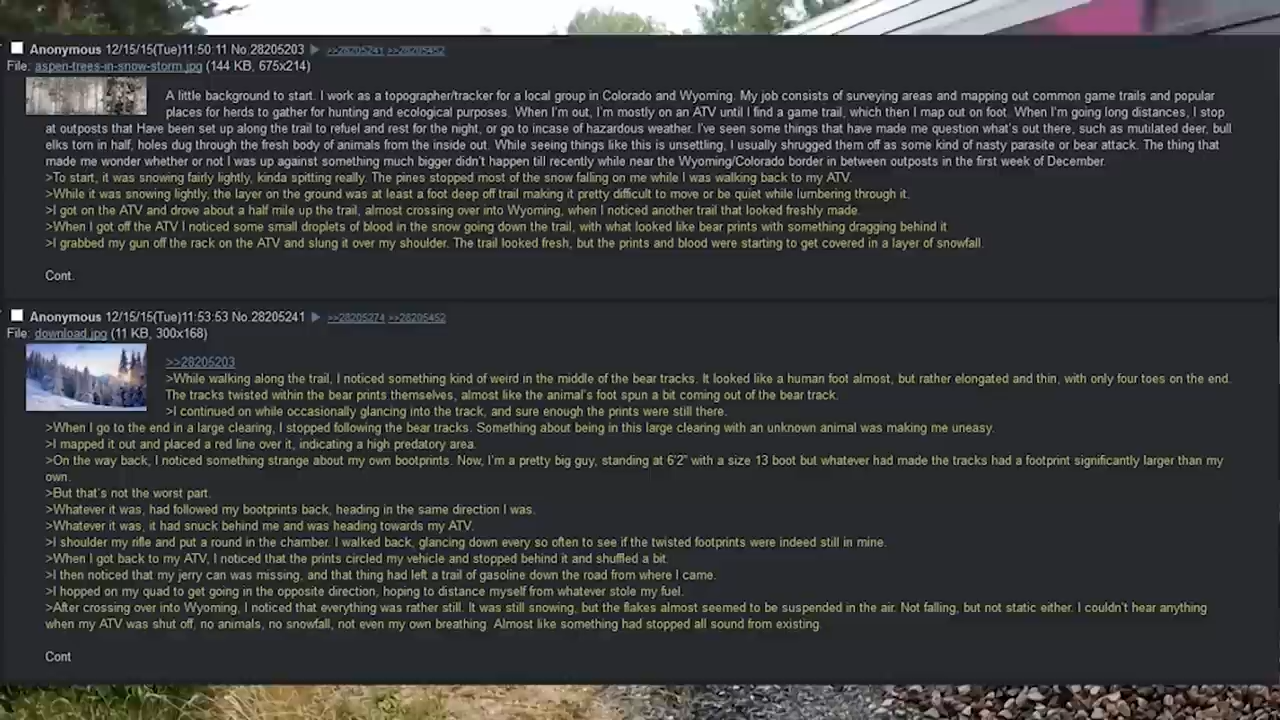 Anonymous 12/15/15(Tue)11:50:11 No.28205203 ▶ >>28205241 >>28205452
File: aspen-trees-in-snow-storm.jpg (144 KB, 675x214)
A little background to start. I work as a topographer/tracker for a local group in Colorado and Wyoming. My job consists of surveying areas and mapping out common game trails and popular
places for herds to gather for hunting and ecological purposes. When I'm out, I'm mostly on an ATV until I find a game trail, which then I map out on foot. When I'm going long distances, I stop
at outposts that Have been set up along the trail to refuel and rest for the night, or go to incase of hazardous weather. I've seen some things that have made me question what's out there, such as mutilated deer, bull
elks torn in half, holes dug through the fresh body of animals from the inside out. While seeing things like this is unsettling, I usually shrugged them off as some kind of nasty parasite or bear attack. The thing that
made me wonder whether or not I was up against something much bigger didn't happen till recently while near the Wyoming/Colorado border in between outposts in the first week of December.
>To start, it was snowing fairly lightly, kinda spitting really. The pines stopped most of the snow falling on me while I was walking back to my ATV.
>While it was snowing lightly, the layer on the ground was at least a foot deep off trail making it pretty difficult to move or be quiet while lumbering through it.
>I got on the ATV and drove about a half mile up the trail, almost crossing over into Wyoming, when I noticed another trail that looked freshly made.
>When I got off the ATV I noticed some small droplets of blood in the snow going down the trail, with what looked like bear prints with something dragging behind it
>I grabbed my gun off the rack on the ATV and slung it over my shoulder. The trail looked fresh, but the prints and blood were starting to get covered in a layer of snowfall.
Cont.
Anonymous 12/15/15(Tue)11:53:53 No.28205241 ▶ >>28205274 >>28205452
File: download.jpg (11 KB, 300x168)
>>28205203
>While walking along the trail, I noticed something kind of weird in the middle of the bear tracks. It looked like a human foot almost, but rather elongated and thin, with only four toes on the end.
The tracks twisted within the bear prints themselves, almost like the animal's foot spun a bit coming out of the bear track.
>I continued on while occasionally glancing into the track, and sure enough the prints were still there.
>When I go to the end in a large clearing, I stopped following the bear tracks. Something about being in this large clearing with an unknown animal was making me uneasy.
>I mapped it out and placed a red line over it, indicating a high predatory area.
>On the way back, I noticed something strange about my own bootprints. Now, I'm a pretty big guy, standing at 6'2" with a size 13 boot but whatever had made the tracks had a footprint significantly larger than my
own.
>But that's not the worst part.
>Whatever it was, had followed my bootprints back, heading in the same direction I was.
>Whatever it was, it had snuck behind me and was heading towards my ATV.
>I shoulder my rifle and put a round in the chamber. I walked back, glancing down every so often to see if the twisted footprints were indeed still in mine.
>When I got back to my ATV, I noticed that the prints circled my vehicle and stopped behind it and shuffled a bit.
>I then noticed that my jerry can was missing, and that thing had left a trail of gasoline down the road from where I came.
>I hopped on my quad to get going in the opposite direction, hoping to distance myself from whatever stole my fuel.
>After crossing over into Wyoming, I noticed that everything was rather still. It was still snowing, but the flakes almost seemed to be suspended in the air. Not falling, but not static either. I couldn't hear anything
when my ATV was shut off, no animals, no snowfall, not even my own breathing. Almost like something had stopped all sound from existing.
Cont